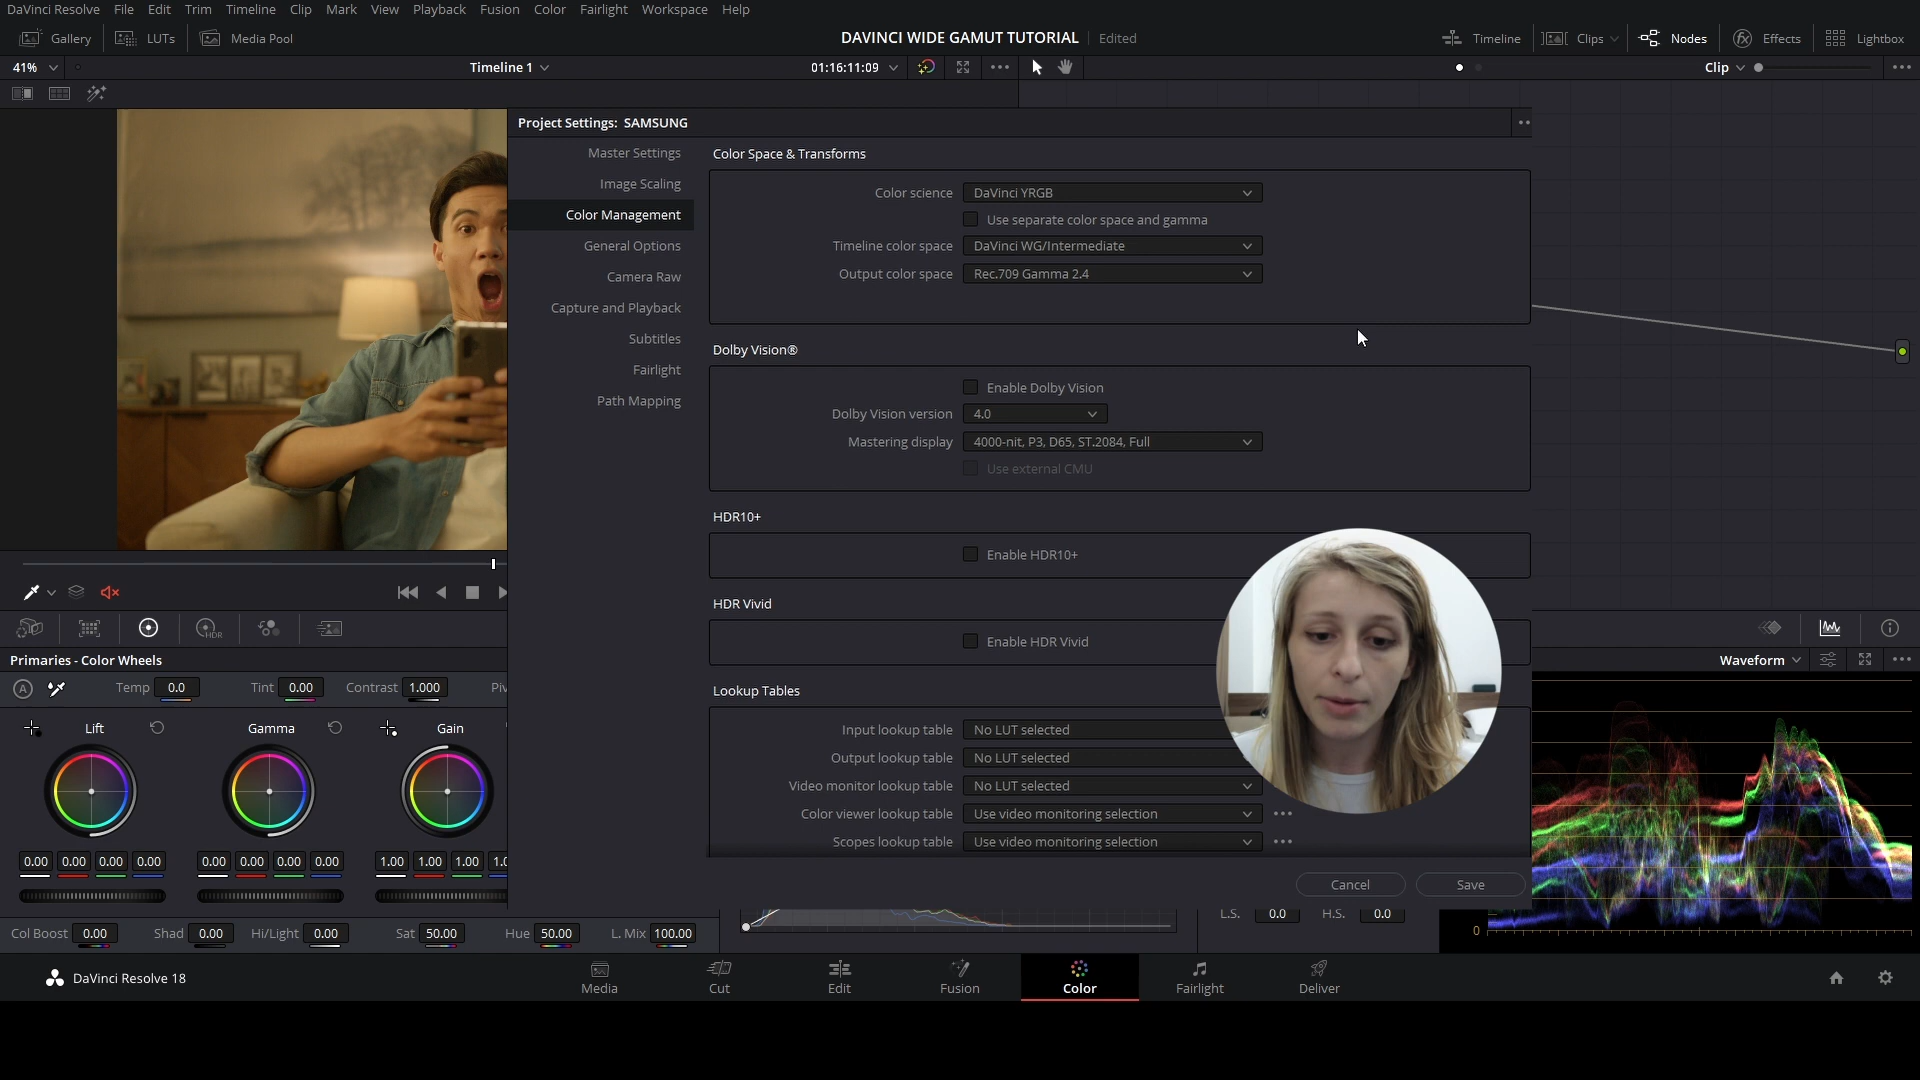 DaVinci Resolve File Edit Trim Timeline Clip Mark View Playback Fusion Color Fairlight Workspace Help
Gallery LUTs Media Pool DAVINCI WIDE GAMUT TUTORIAL Edited Timeline Clips Nodes Effects Lightbox
41% Timeline 1 01:16:11:09 Clip
Project Settings: SAMSUNG
Master Settings
Image Scaling
Color Management
General Options
Camera Raw
Capture and Playback
Subtitles
Fairlight
Path Mapping
Color Space & Transforms
Color science DaVinci YRGB
Use separate color space and gamma
Timeline color space DaVinci WG/Intermediate
Output color space Rec.709 Gamma 2.4
Dolby Vision®
Enable Dolby Vision
Dolby Vision version 4.0
Mastering display 4000-nit, P3, D65, ST.2084, Full
Use external CMU
HDR10+
Enable HDR10+
HDR Vivid
Enable HDR Vivid
Lookup Tables
Input lookup table No LUT selected
Output lookup table No LUT selected
Video monitor lookup table No LUT selected
Color viewer lookup table Use video monitoring selection
Scopes lookup table Use video monitoring selection
Cancel Save
HDR
Primaries - Color Wheels
A Temp 0.0 Tint 0.00 Contrast 1.000 Piv
Lift Gamma Gain
0.00 0.00 0.00 0.00 0.00 0.00 0.00 0.00 1.00 1.00 1.00 1.0
Col Boost 0.00 Shad 0.00 Hi/Light 0.00 Sat 50.00 Hue 50.00 L. Mix 100.00
L.S. 0.0 H.S. 0.0
Waveform
0
DaVinci Resolve 18 Media Cut Edit Fusion Color Fairlight Deliver